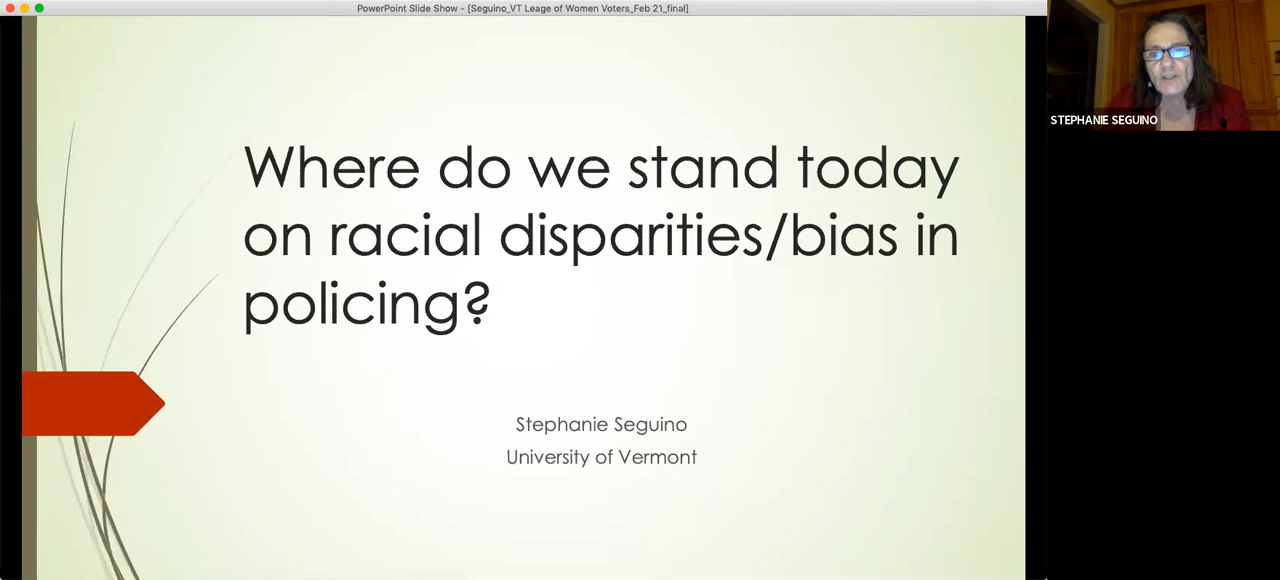 PowerPoint Slide Show - [Seguino_VT Leage of Women Voters_Feb 21_final]
STEPHANIE SEGUINO
Where do we stand today
on racial disparities/bias in
policing?
Stephanie Seguino
University of Vermont